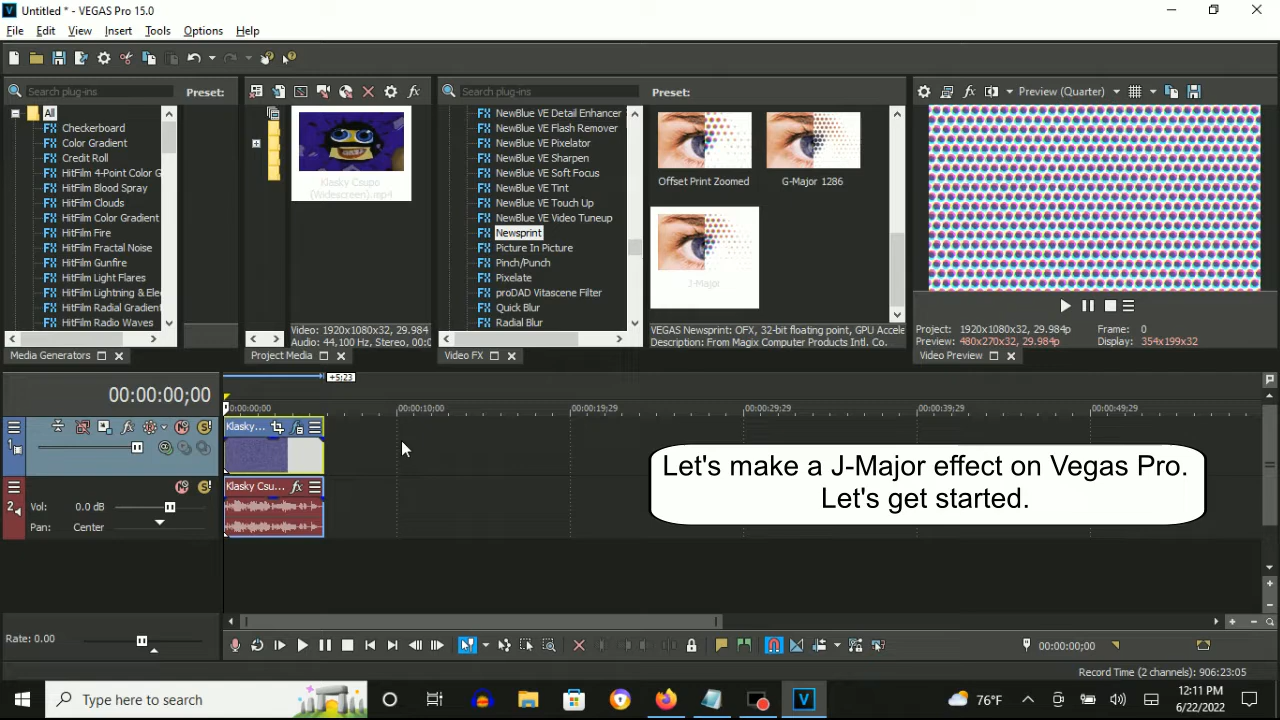 Untitled * - VEGAS Pro 15.0
File Edit View Insert Tools Options Help
Search plug-ins
Preset:
Search plug-ins
Preset:
Preview (Quarter)
All
Checkerboard
Color Gradient
Credit Roll
HitFilm 4-Point Color G
HitFilm Blood Spray
HitFilm Clouds
HitFilm Color Gradient
HitFilm Fire
HitFilm Fractal Noise
HitFilm Gunfire
HitFilm Light Flares
HitFilm Lightning & Ele
HitFilm Radial Gradient
HitFilm Radio Waves
Klasky Csupo
(Widescreen).mp4
Video: 1920x1080x32, 29.984
Audio: 44,100 Hz, Stereo, 00:0
NewBlue VE Detail Enhancer
NewBlue VE Flash Remover
NewBlue VE Pixelator
NewBlue VE Sharpen
NewBlue VE Soft Focus
NewBlue VE Tint
NewBlue VE Touch Up
NewBlue VE Video Tuneup
Newsprint
Picture In Picture
Pinch/Punch
Pixelate
proDAD Vitascene Filter
Quick Blur
Radial Blur
Offset Print Zoomed
G-Major 1286
J-Major
VEGAS Newsprint: OFX, 32-bit floating point, GPU Accele
Description: From Magix Computer Products Intl. Co.
Project: 1920x1080x32, 29.984p
Frame: 0
Preview: 480x270x32, 29.984p
Display: 354x199x32
Media Generators
Project Media
Video FX
Video Preview
+5;23
00:00:00;00
00:00:00;00
00:00:10;00
00:00:19;29
00:00:29;29
00:00:39;29
00:00:49;29
1
Klasky...
2
Klasky Csu...
Vol: 0.0 dB
Pan: Center
Let's make a J-Major effect on Vegas Pro.
Let's get started.
Rate: 0.00
00:00:00;00
Record Time (2 channels): 906:23:05
Type here to search
76°F
12:11 PM
6/22/2022